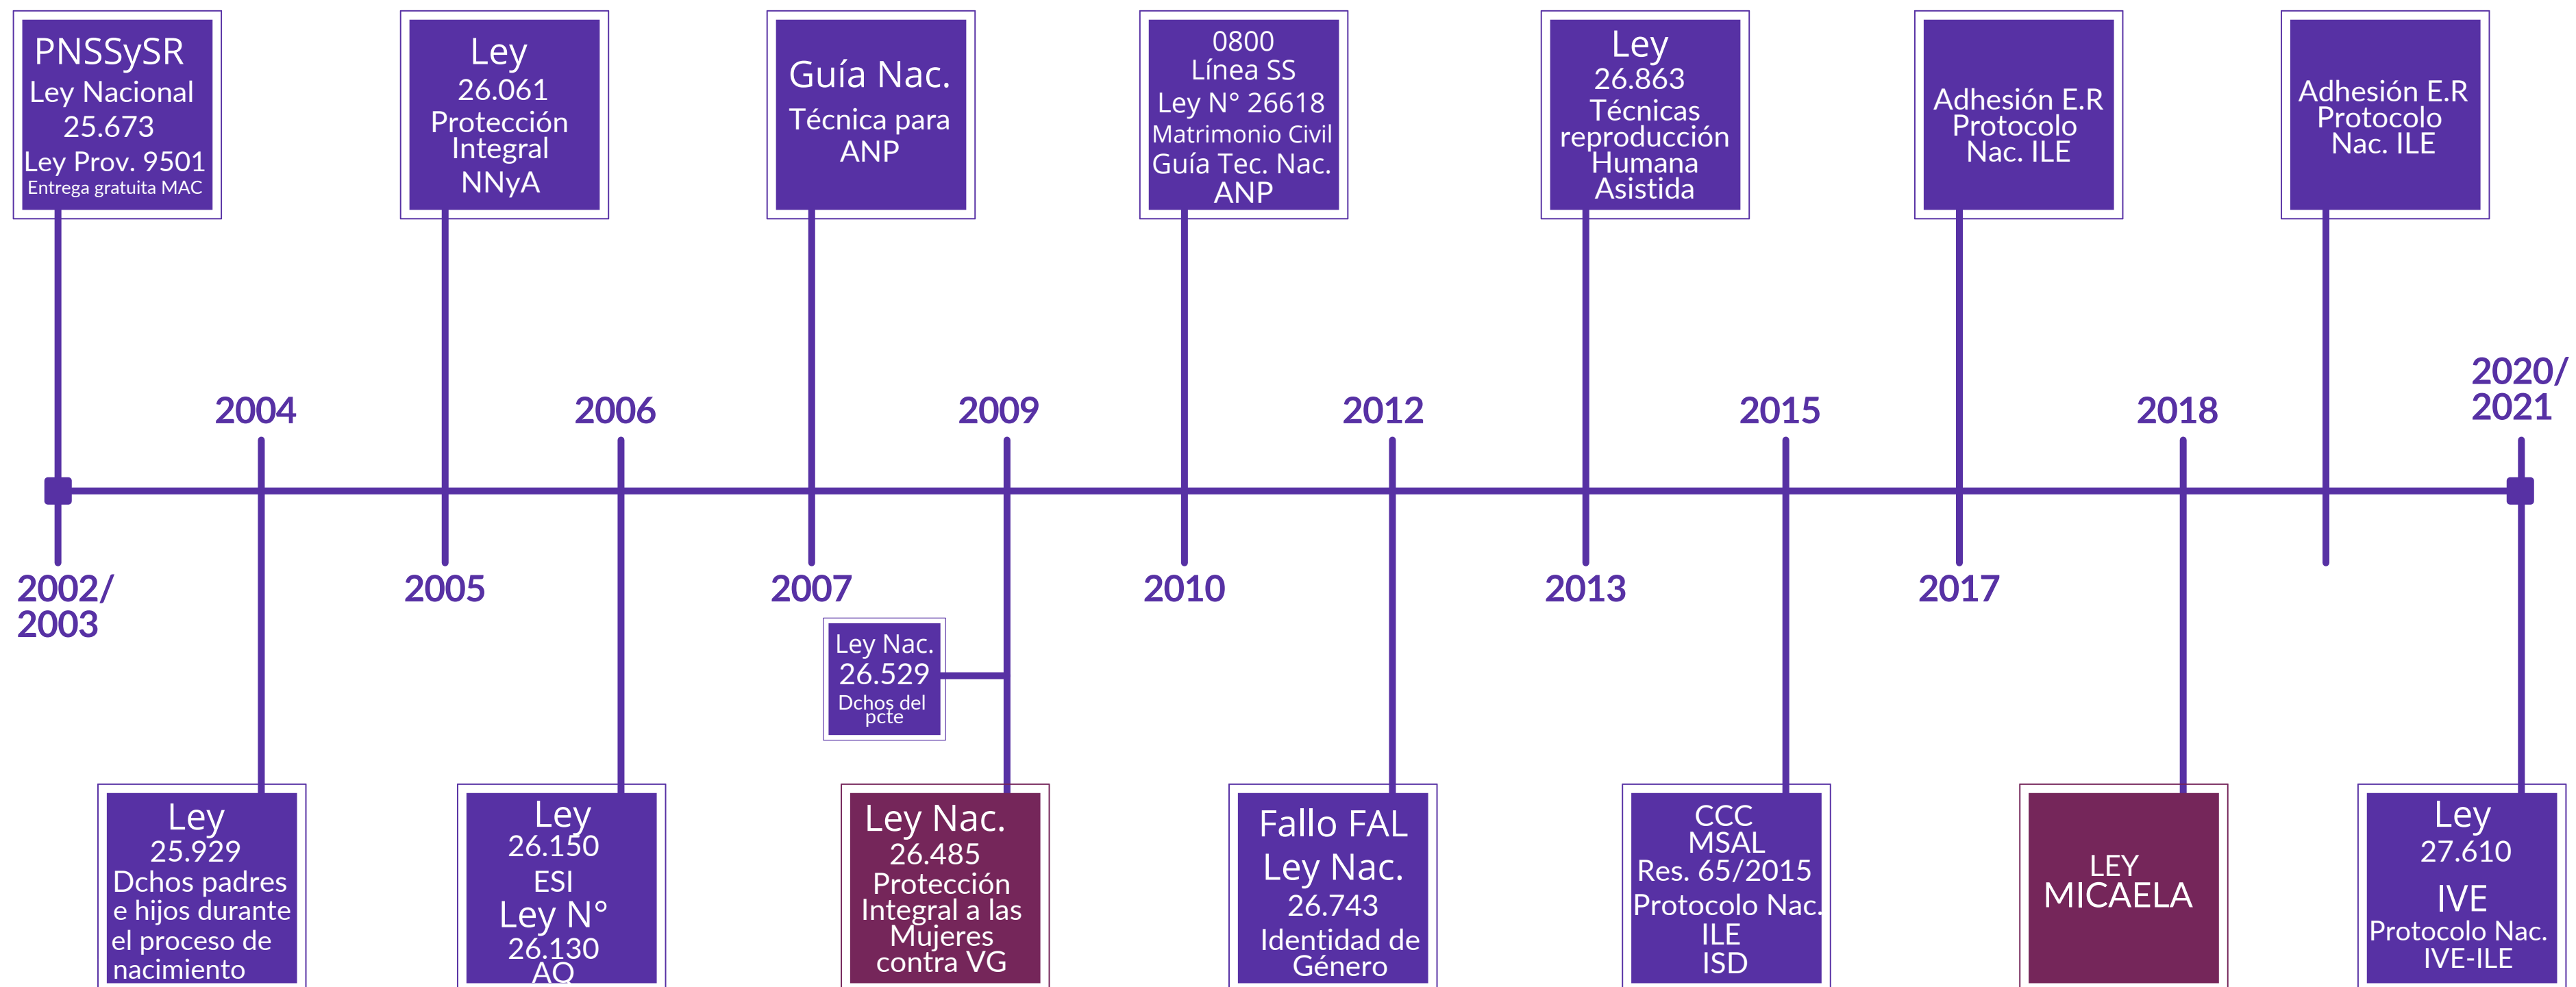 PNSSySR
Ley Nacional
25.673
Ley Prov. 9501
Entrega gratuita MAC
Ley
26.061
Protección
Integral
NNyA
Guía Nac.
Técnica para
ANP
0800
Línea SS
Ley N° 26618
Matrimonio Civil
Guía Tec. Nac.
ANP
Ley
26.863
Técnicas
reproducción
Humana
Asistida
Adhesión E.R
Protocolo
Nac. ILE
Adhesión E.R
Protocolo
Nac. ILE
2004
2006
2009
2012
2015
2018
2020/
2021
2002/
2003
2005
2007
2010
2013
2017
Ley Nac.
26.529
Dchos del
pcte
Ley
25.929
Dchos padres
e hijos durante
el proceso de
nacimiento
Ley
26.150
ESI
Ley N°
26.130
AQ
Ley Nac.
26.485
Protección
Integral a las
Mujeres
contra VG
Fallo FAL
Ley Nac.
26.743
Identidad de
Género
CCC
MSAL
Res. 65/2015
Protocolo Nac.
ILE
ISD
LEY
MICAELA
Ley
27.610
IVE
Protocolo Nac.
IVE-ILE